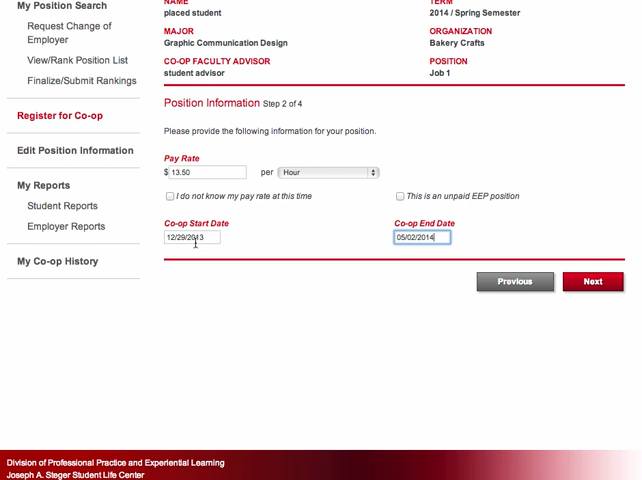 My Position Search
Request Change of
Employer
View/Rank Position List
Finalize/Submit Rankings
Register for Co-op
Edit Position Information
My Reports
Student Reports
Employer Reports
My Co-op History
NAME
placed student
TERM
2014 / Spring Semester
MAJOR
Graphic Communication Design
ORGANIZATION
Bakery Crafts
CO-OP FACULTY ADVISOR
student advisor
POSITION
Job 1
Position Information Step 2 of 4
Please provide the following information for your position.
Pay Rate
$ 13.50 per Hour
I do not know my pay rate at this time
This is an unpaid EEP position
Co-op Start Date
12/29/2013
Co-op End Date
05/02/2014
Previous
Next
Division of Professional Practice and Experiential Learning
Joseph A. Steger Student Life Center